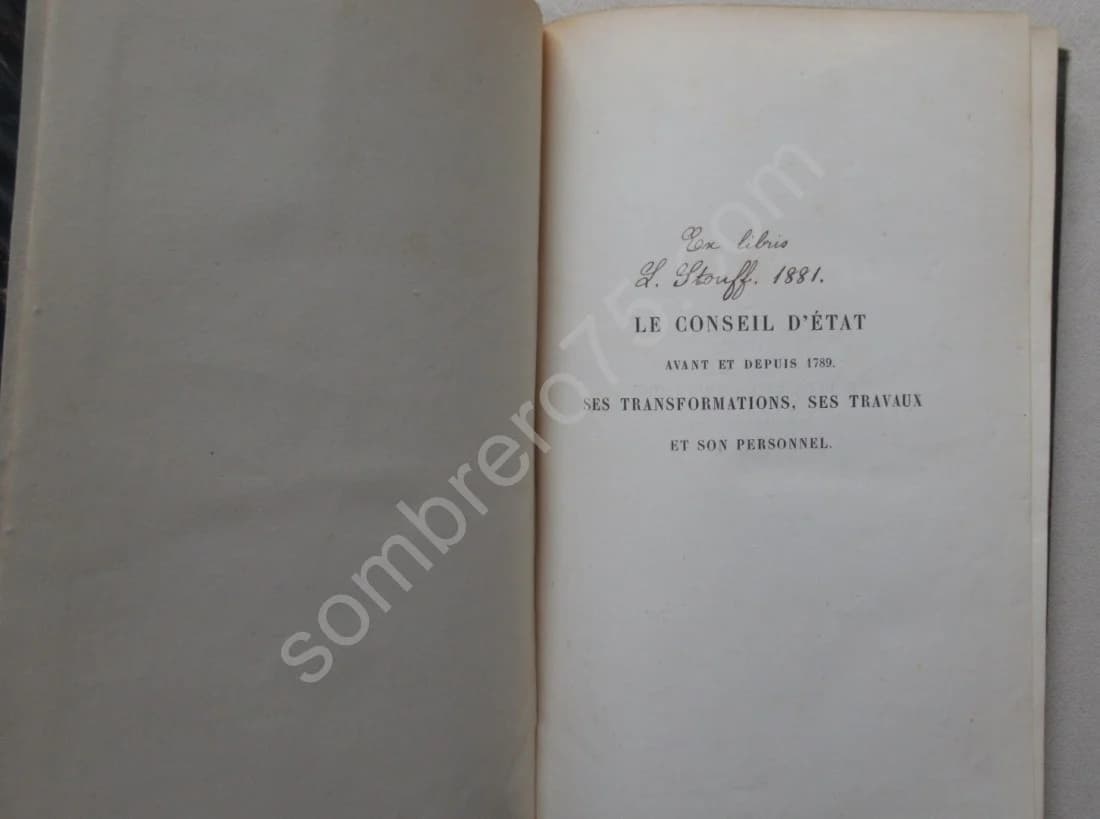 Ex libris
L. Stouff. 1881.
LE CONSEIL D'ÉTAT
AVANT ET DEPUIS 1789.
SES TRANSFORMATIONS, SES TRAVAUX
ET SON PERSONNEL.
sombrero75.com